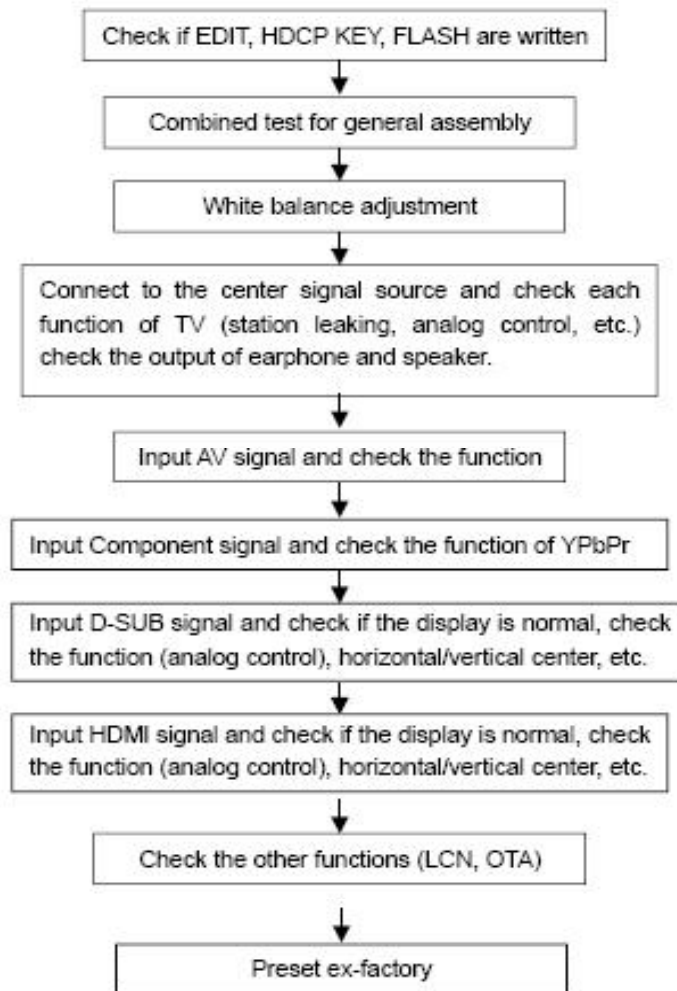 Check if EDIT, HDCP KEY, FLASH are written
Combined test for general assembly
White balance adjustment
Connect to the center signal source and check each
function of TV (station leaking, analog control, etc.)
check the output of earphone and speaker.
Input AV signal and check the function
Input Component signal and check the function of YPbPr
Input D-SUB signal and check if the display is normal, check
the function (analog control), horizontal/vertical center, etc.
Input HDMI signal and check if the display is normal, check
the function (analog control), horizontal/vertical center, etc.
Check the other functions (LCN, OTA)
Preset ex-factory